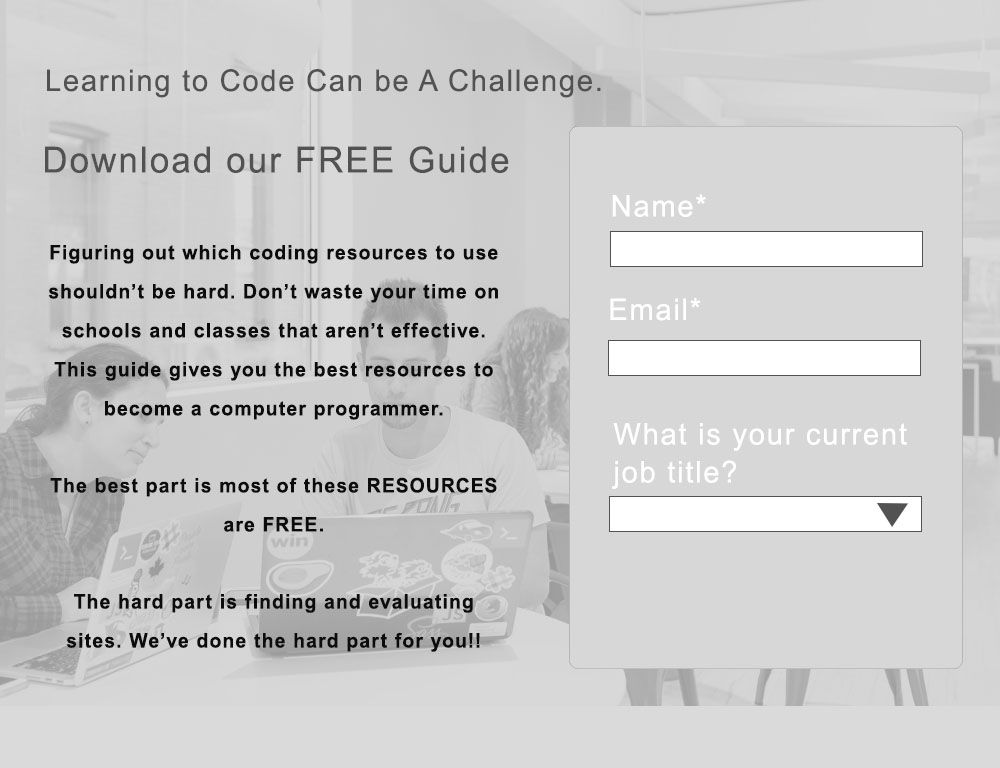 Learning to Code Can be A Challenge.
Download our FREE Guide
Figuring out which coding resources to use
shouldn’t be hard. Don’t waste your time on
schools and classes that aren’t effective.
This guide gives you the best resources to
become a computer programmer.
The best part is most of these RESOURCES
are FREE.
The hard part is finding and evaluating
sites. We’ve done the hard part for you!!
Name*
Email*
What is your current
job title?
win
JS